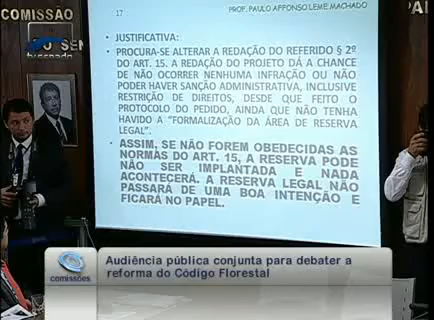 COMISSÃO
17
PROF. PAULO AFFONSO LEME MACHADO
• JUSTIFICATIVA:
• PROCURA-SE ALTERAR A REDAÇÃO DO REFERIDO § 2º
DO ART. 15. A REDAÇÃO DO PROJETO DÁ A CHANCE
DE NÃO OCORRER NENHUMA INFRAÇÃO OU NÃO
PODER HAVER SANÇÃO ADMINISTRATIVA, INCLUSIVE
RESTRIÇÃO DE DIREITOS, DESDE QUE FEITO O
PROTOCOLO DO PEDIDO, AINDA QUE NÃO TENHA
HAVIDO A “FORMALIZAÇÃO DA ÁREA DE RESERVA
LEGAL”.
• ASSIM, SE NÃO FOREM OBEDECIDAS AS
NORMAS DO ART. 15, A RESERVA PODE
NÃO SER IMPLANTADA E NADA
ACONTECERÁ. A RESERVA LEGAL NÃO
PASSARÁ DE UMA BOA INTENÇÃO E
FICARÁ NO PAPEL.
Audiência pública conjunta para debater a
reforma do Código Florestal
comissões